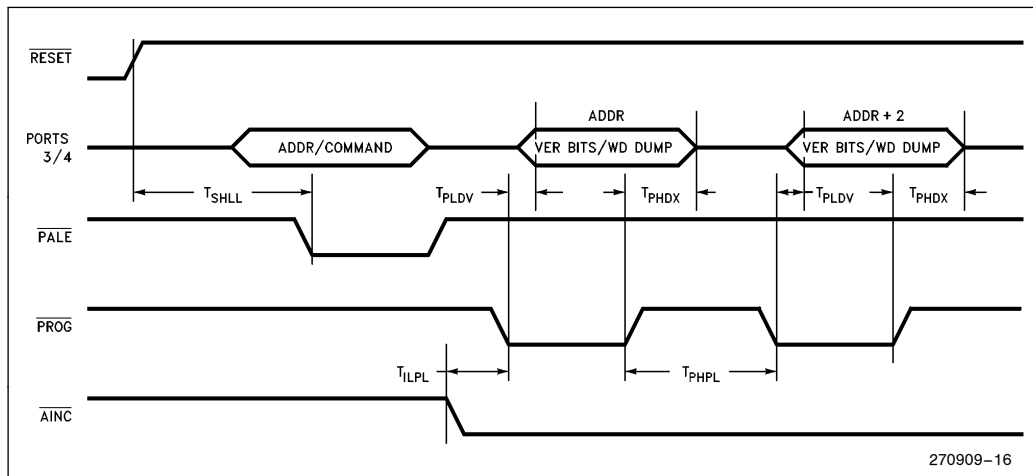 RESET
PORTS
3/4
ADDR/COMMAND
ADDR
VER BITS/WD DUMP
ADDR + 2
VER BITS/WD DUMP
TSHLL
TPLDV
TPHDX
TPLDV
TPHDX
PALE
PROG
TILPL
TPHPL
AINC
270909–16